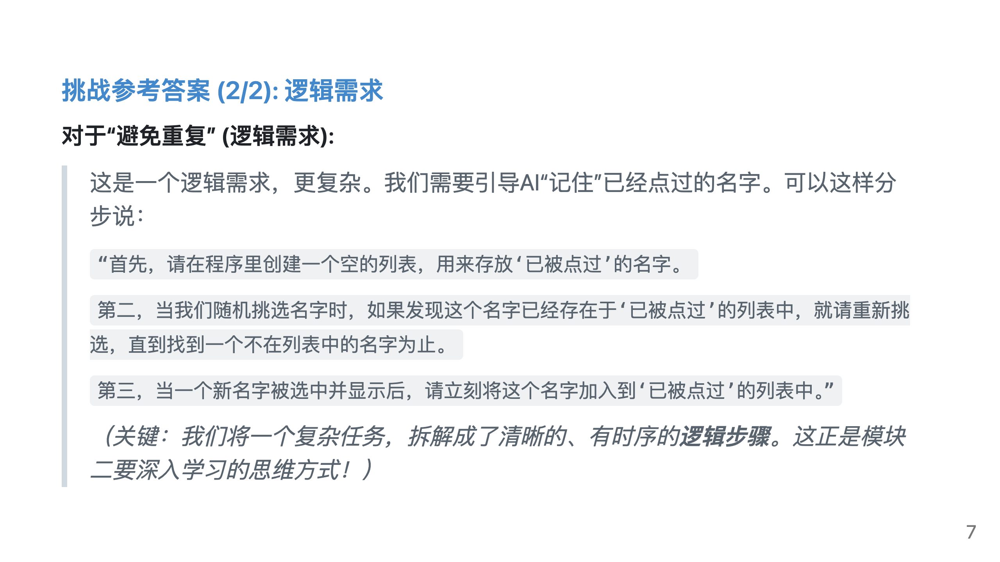 挑战参考答案 (2/2): 逻辑需求
对于“避免重复” (逻辑需求):
这是一个逻辑需求，更复杂。我们需要引导AI“记住”已经点过的名字。可以这样分
步说：
“首先，请在程序里创建一个空的列表，用来存放‘已被点过’的名字。
第二，当我们随机挑选名字时，如果发现这个名字已经存在于‘已被点过’的列表中，就请重新挑
选，直到找到一个不在列表中的名字为止。
第三，当一个新名字被选中并显示后，请立刻将这个名字加入到‘已被点过’的列表中。”
（关键：我们将一个复杂任务，拆解成了清晰的、有时序的逻辑步骤。这正是模块
二要深入学习的思维方式！）
7